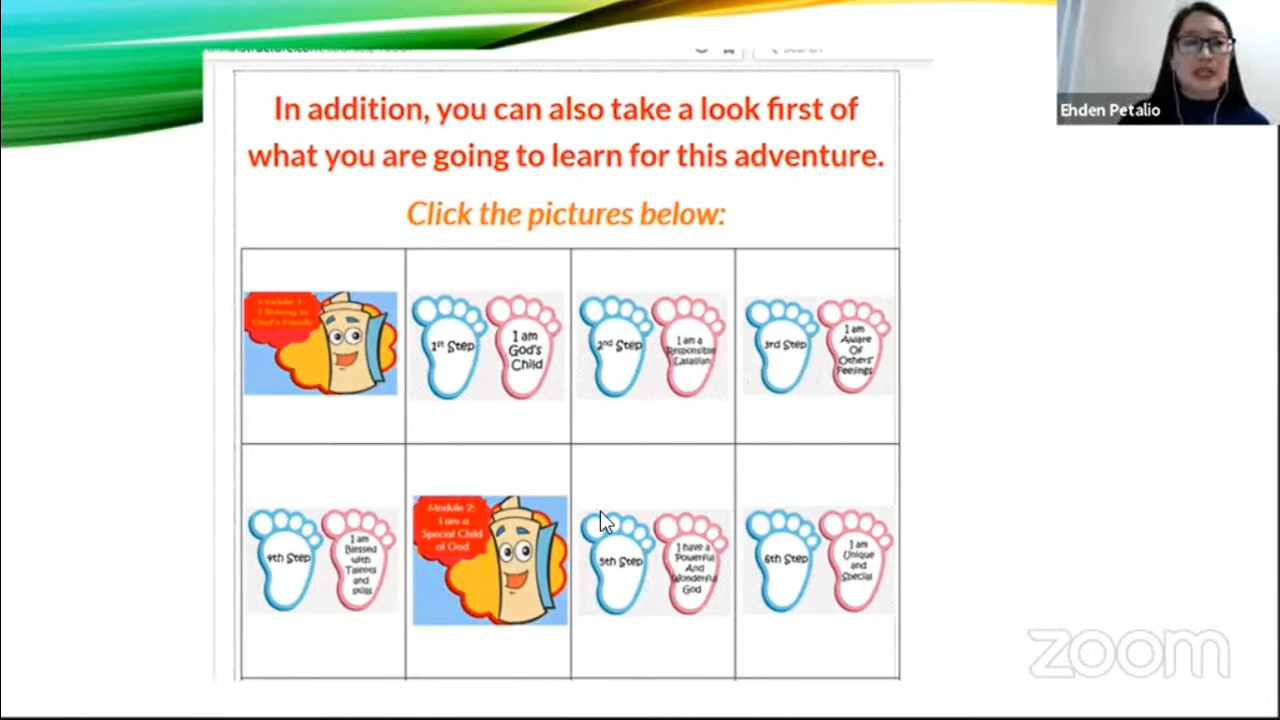 Ehden Petalio
In addition, you can also take a look first of
what you are going to learn for this adventure.
Click the pictures below:
Module 1:
I Belong to
God's Family
1st Step
I am
God's
Child
2nd Step
I am a
Responsible
Lasallian
3rd Step
I am
Aware
Of
Others'
Feelings
4th Step
I am
Blessed
with
Talents
and
skills
Module 2:
I am a
Special Child
of God
5th Step
I have a
Powerful
And
Wonderful
God
6th Step
I am
Unique
and
Special
zoom